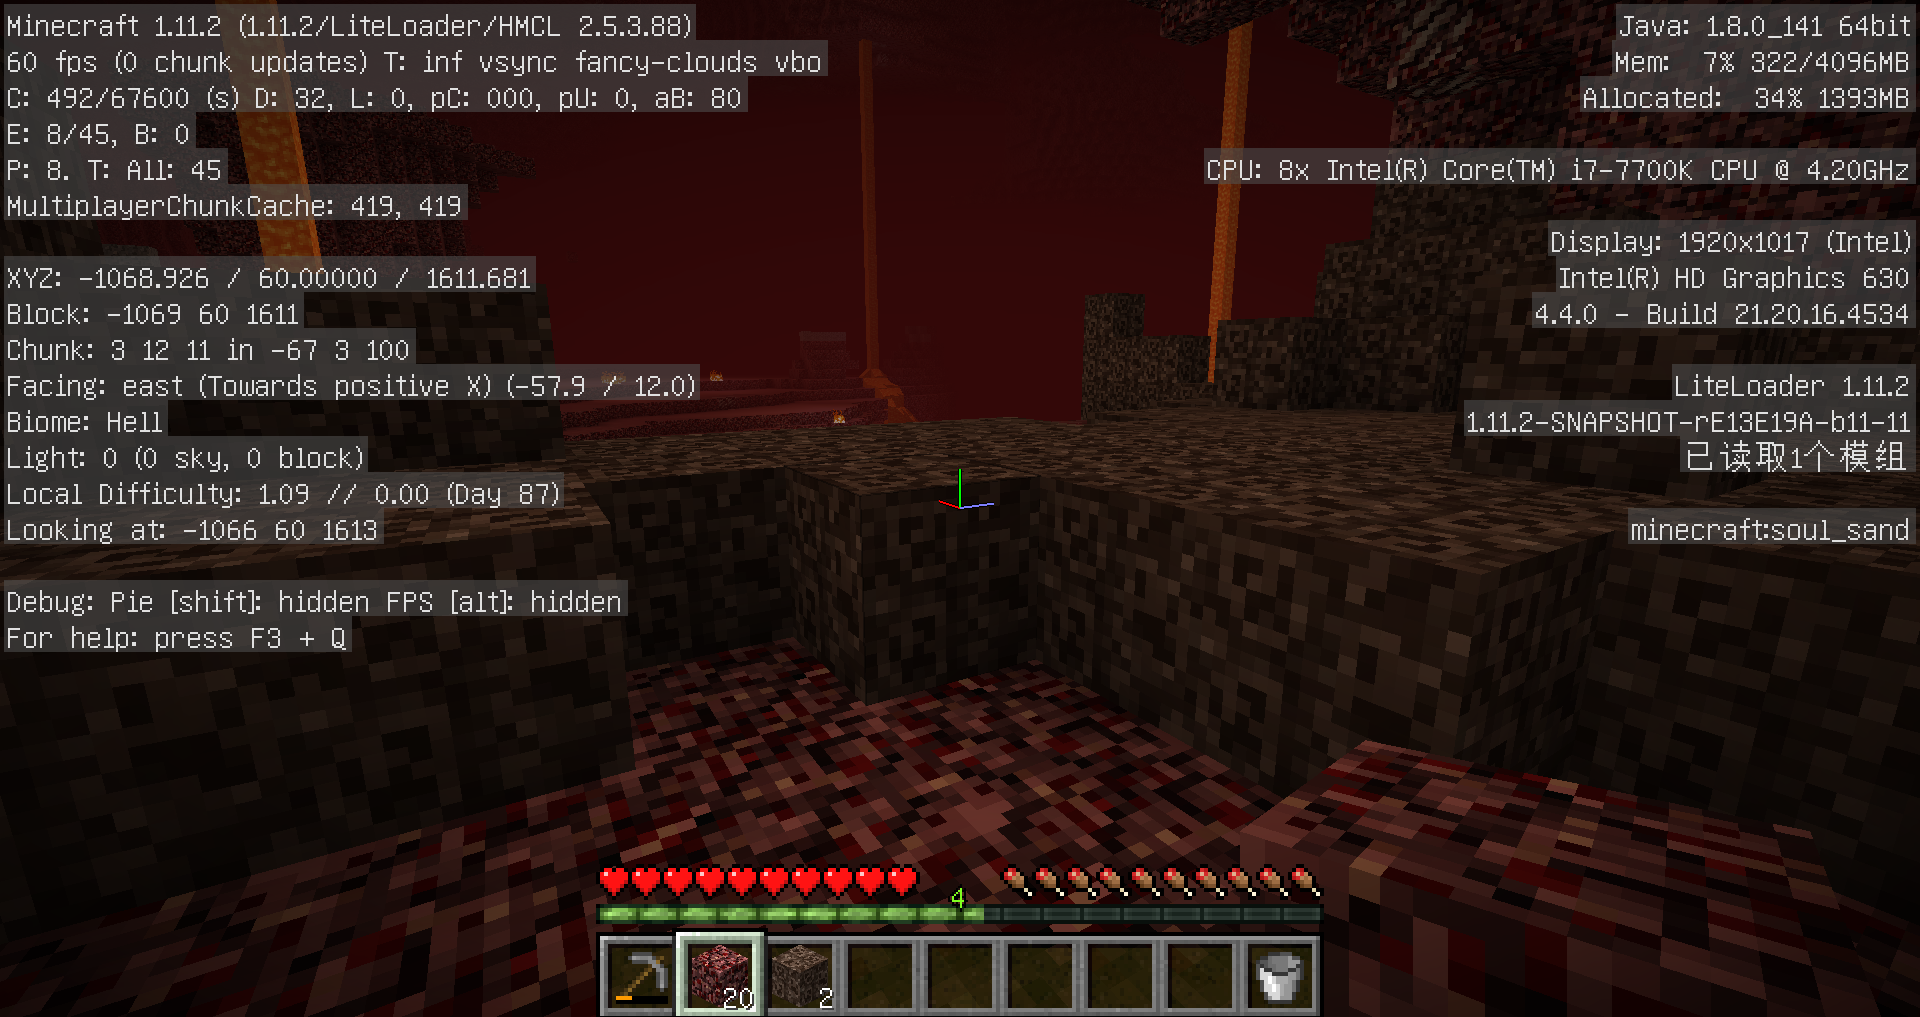 Minecraft 1.11.2 (1.11.2/LiteLoader/HMCL 2.5.3.88)
60 fps (0 chunk updates) T: inf vsync fancy-clouds vbo
C: 492/67600 (s) D: 32, L: 0, pC: 000, pU: 0, aB: 80
E: 8/45, B: 0
P: 8. T: All: 45
MultiplayerChunkCache: 419, 419
XYZ: -1068.926 / 60.00000 / 1611.681
Block: -1069 60 1611
Chunk: 3 12 11 in -67 3 100
Facing: east (Towards positive X) (-57.9 / 12.0)
Biome: Hell
Light: 0 (0 sky, 0 block)
Local Difficulty: 1.09 // 0.00 (Day 87)
Looking at: -1066 60 1613
Debug: Pie [shift]: hidden FPS [alt]: hidden
For help: press F3 + Q
Java: 1.8.0_141 64bit
Mem: 7% 322/4096MB
Allocated: 34% 1393MB
CPU: 8x Intel(R) Core(TM) i7-7700K CPU @ 4.20GHz
Display: 1920x1017 (Intel)
Intel(R) HD Graphics 630
4.4.0 - Build 21.20.16.4534
LiteLoader 1.11.2
1.11.2-SNAPSHOT-rE13E19A-b11-11
已读取1个模组
minecraft:soul_sand
4
20
2